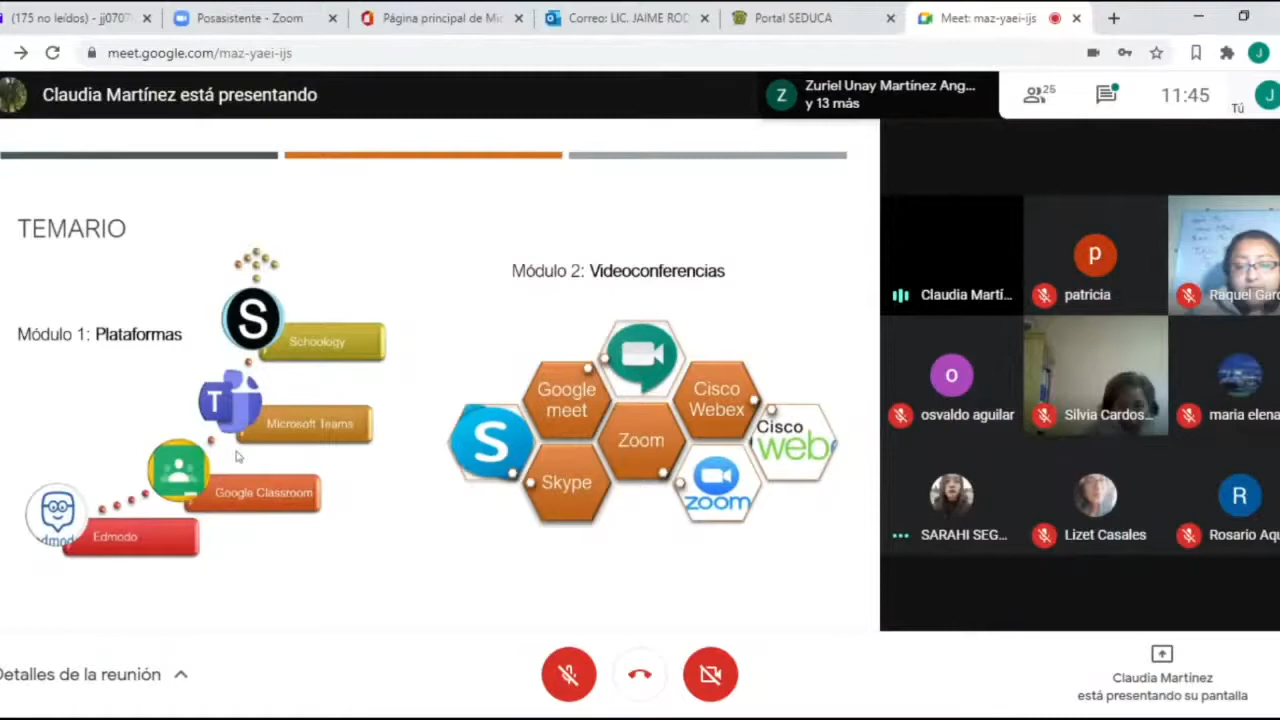 (175 no leídos) - jj0707
Posasistente - Zoom
Página principal de Mic
Correo: LIC. JAIME ROC
Portal SEDUCA
Meet: maz-yaei-ijs
meet.google.com/maz-yaei-ijs
J
Claudia Martínez está presentando
Z
Zuriel Unay Martínez Ang...
y 13 más
25
11:45
Tú
J
TEMARIO
Módulo 1: Plataformas
S
Schoology
T
Microsoft Teams
Google Classroom
Edmodo
Módulo 2: Videoconferencias
Google
meet
Cisco
Webex
Zoom
Skype
S
zoom
Cisco
web
Claudia Martí...
p
patricia
Raquel Garc
o
osvaldo aguilar
Silvia Cardos...
maria elena
SARAHI SEG...
Lizet Casales
R
Rosario Aqu
Detalles de la reunión
Claudia Martínez
está presentando su pantalla